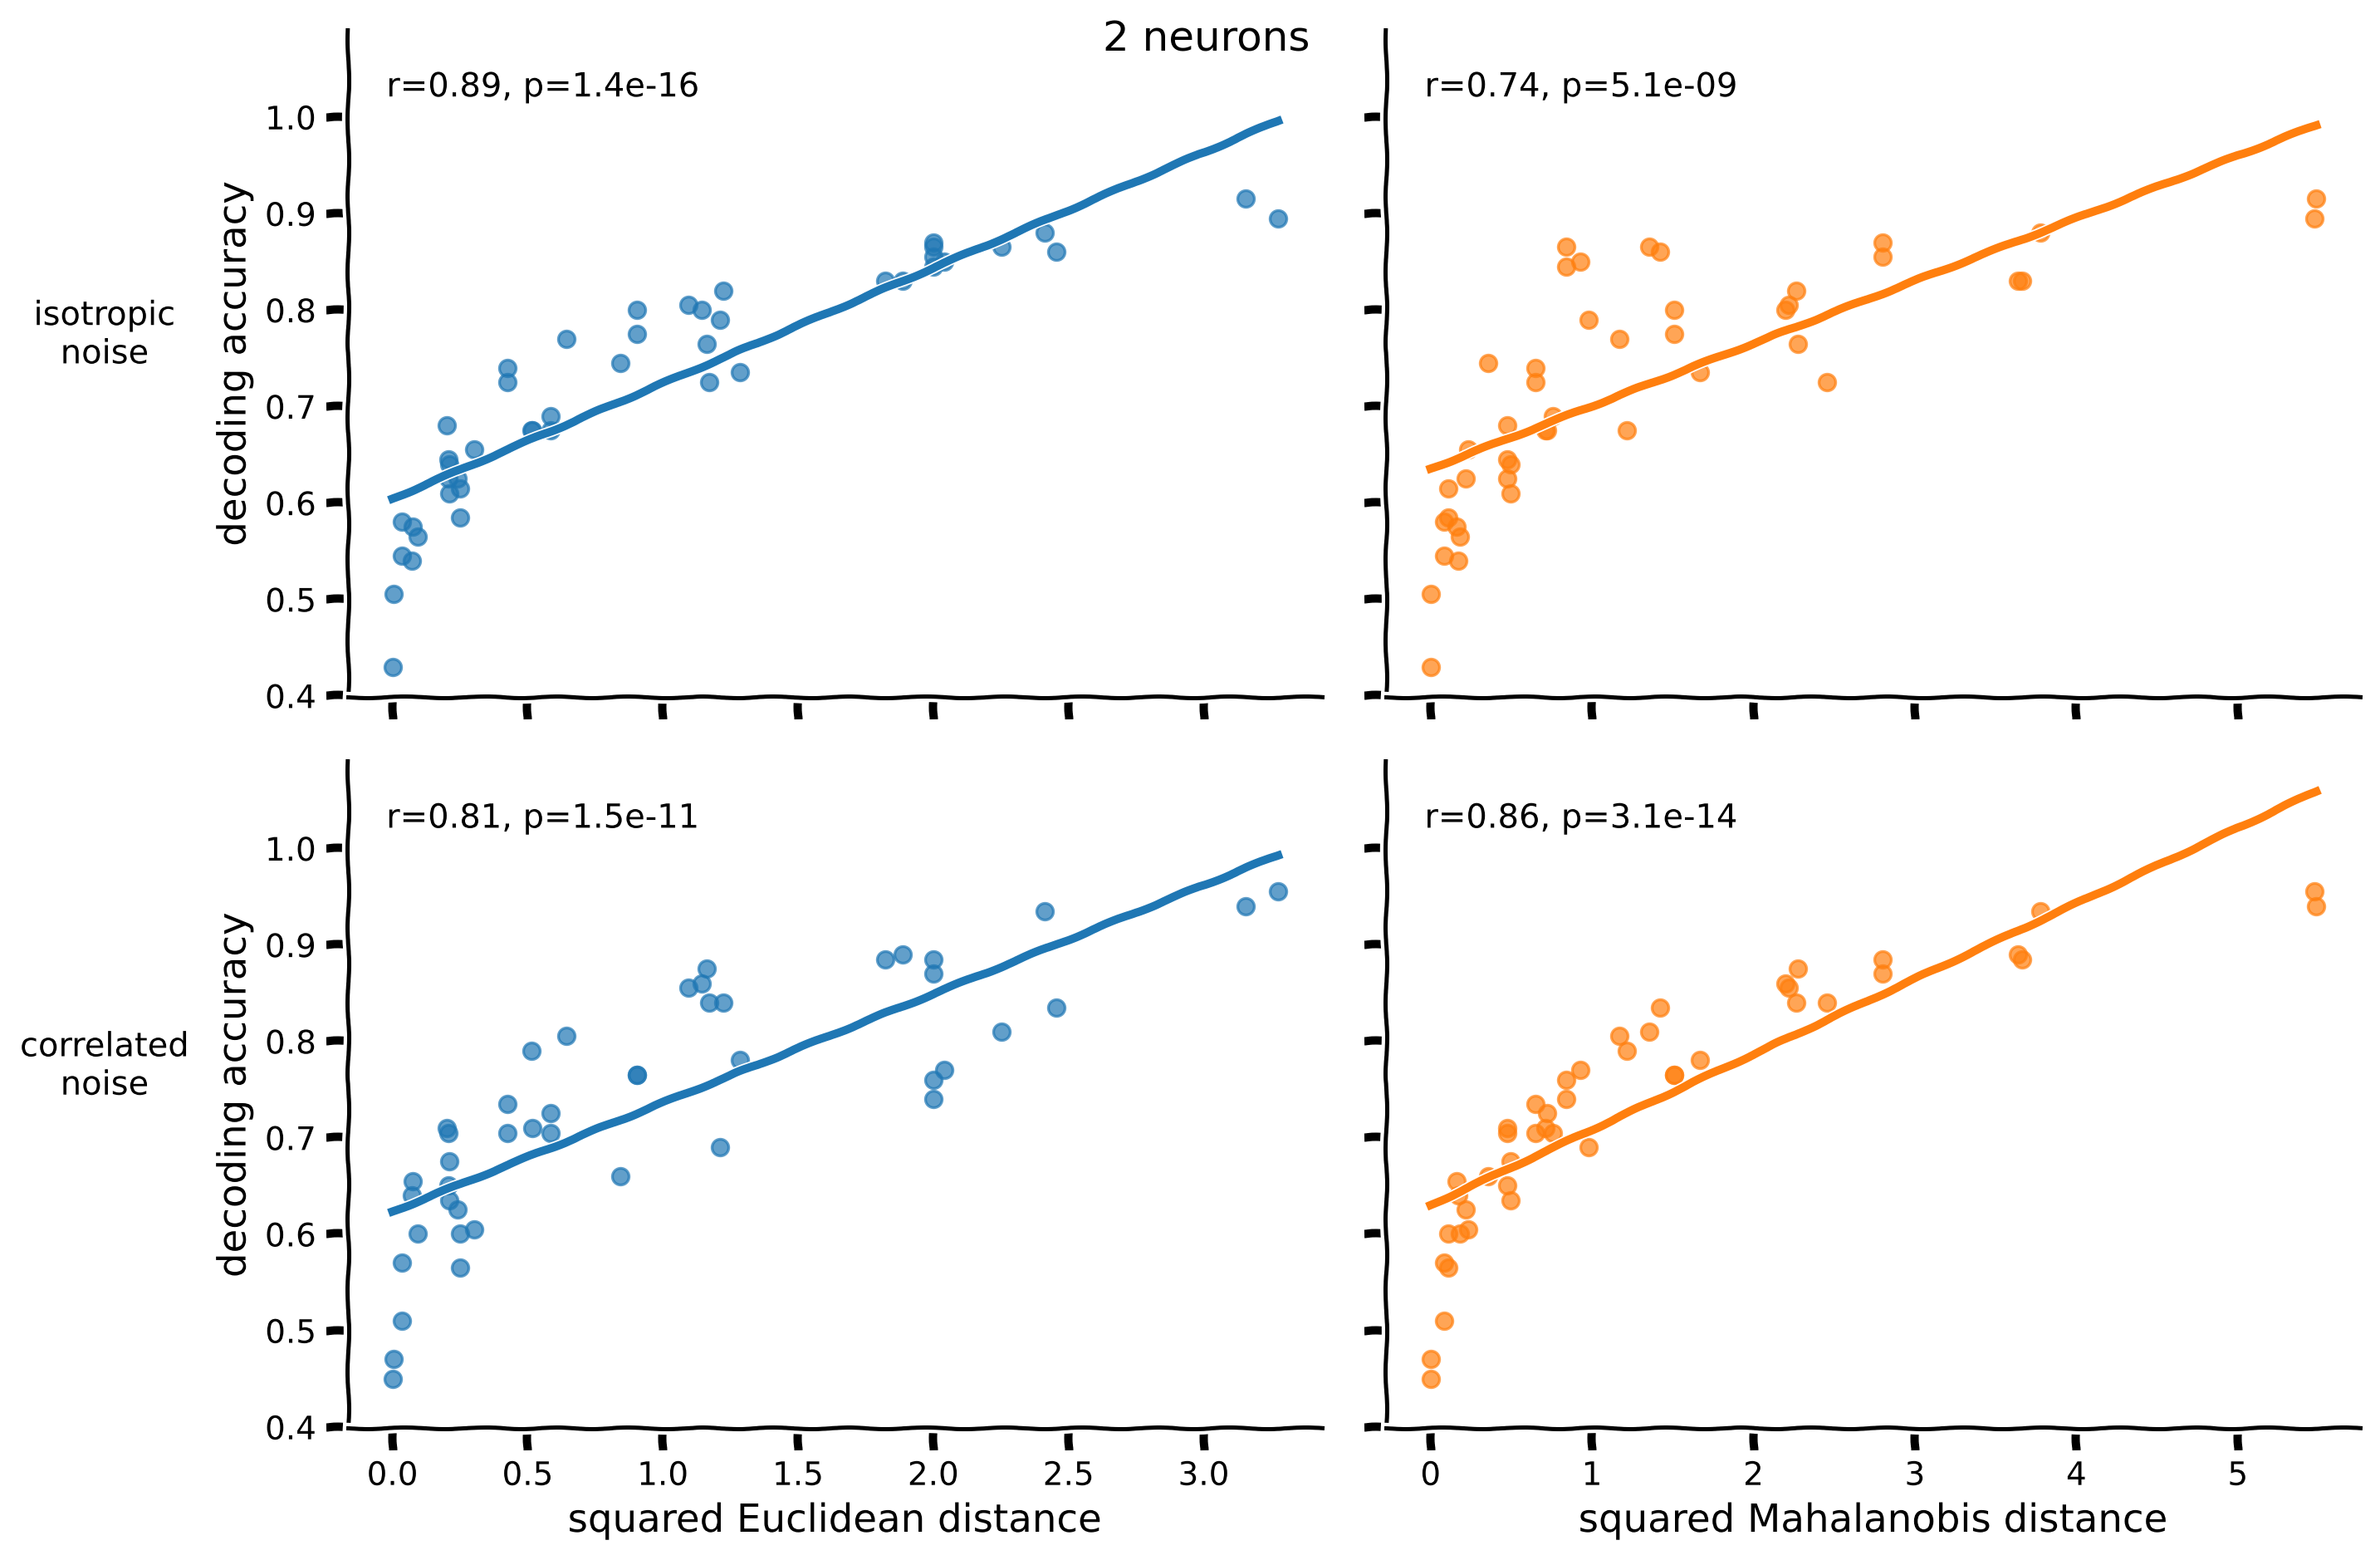 2 neurons
r=0.89, p=1.4e-16
r=0.74, p=5.1e-09
1.0
0.9
0.8
0.7
0.6
0.5
0.4
decoding accuracy
isotropic
noise
r=0.81, p=1.5e-11
r=0.86, p=3.1e-14
1.0
0.9
0.8
0.7
0.6
0.5
0.4
decoding accuracy
correlated
noise
0.0 0.5 1.0 1.5 2.0 2.5 3.0
0 1 2 3 4 5
squared Euclidean distance
squared Mahalanobis distance